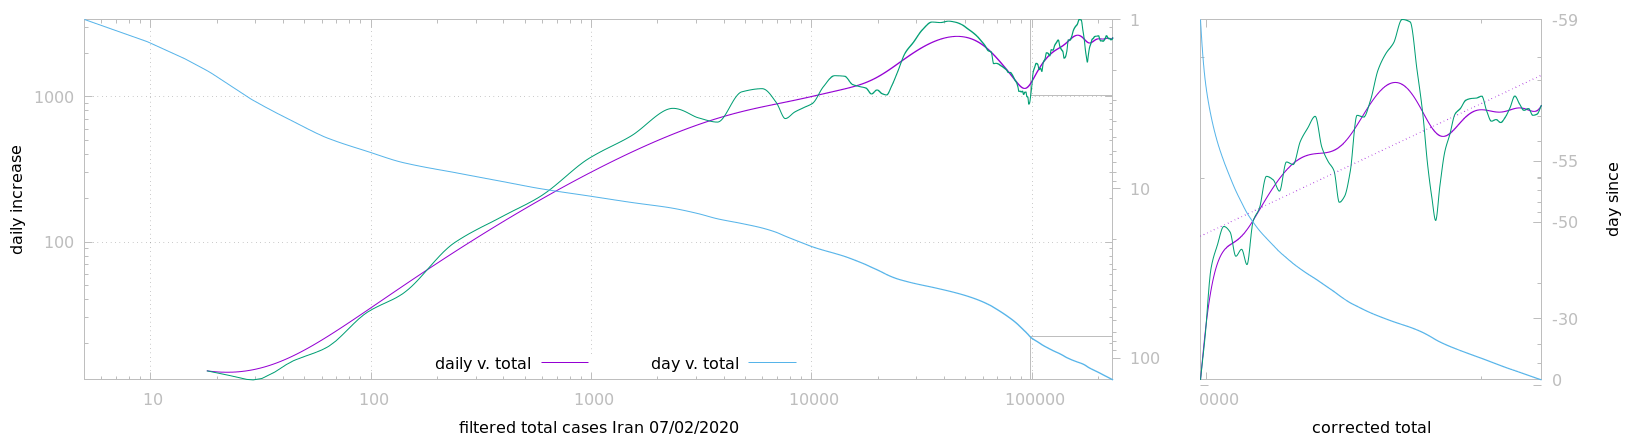 daily increase
1000
100
daily v. total
day v. total
10
100
1000
10000
100000
filtered total cases Iran 07/02/2020
1
10
100
0000
corrected total
-59
-55
-50
-30
0
day since